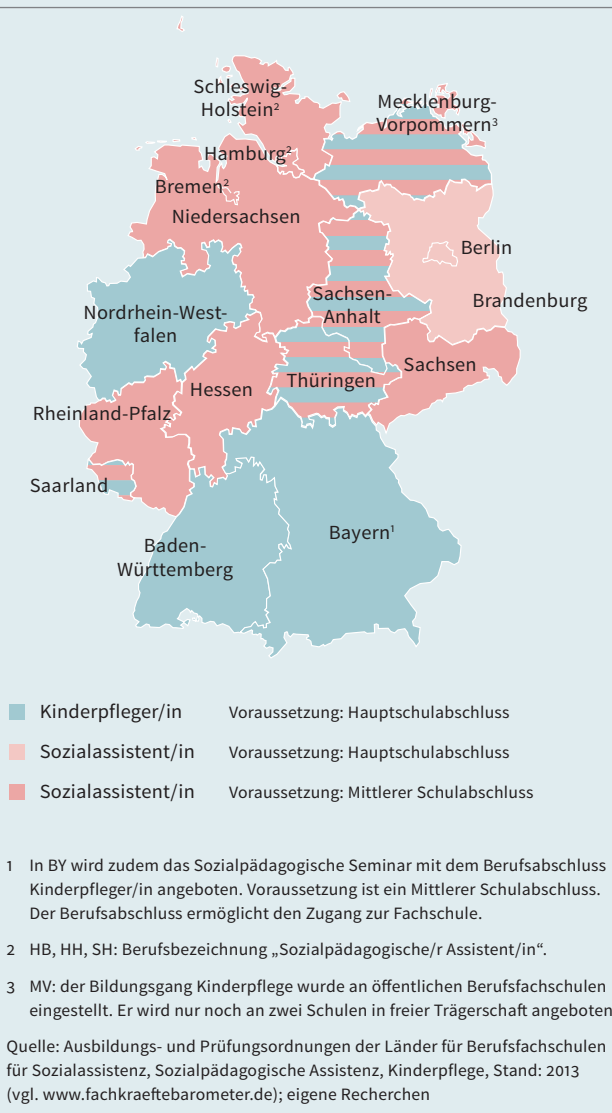 Schleswig-
Holstein²
Mecklenburg-
Vorpommern³
Hamburg²
Bremen²
Niedersachsen
Berlin
Brandenburg
Sachsen-
Anhalt
Nordrhein-West-
falen
Sachsen
Thüringen
Hessen
Rheinland-Pfalz
Saarland
Bayern¹
Baden-
Württemberg
Kinderpfleger/in Voraussetzung: Hauptschulabschluss
Sozialassistent/in Voraussetzung: Hauptschulabschluss
Sozialassistent/in Voraussetzung: Mittlerer Schulabschluss
1 In BY wird zudem das Sozialpädagogische Seminar mit dem Berufsabschluss
Kinderpfleger/in angeboten. Voraussetzung ist ein Mittlerer Schulabschluss.
Der Berufsabschluss ermöglicht den Zugang zur Fachschule.
2 HB, HH, SH: Berufsbezeichnung „Sozialpädagogische/r Assistent/in“.
3 MV: der Bildungsgang Kinderpflege wurde an öffentlichen Berufsfachschulen
eingestellt. Er wird nur noch an zwei Schulen in freier Trägerschaft angeboten
Quelle: Ausbildungs- und Prüfungsordnungen der Länder für Berufsfachschulen
für Sozialassistenz, Sozialpädagogische Assistenz, Kinderpflege, Stand: 2013
(vgl. www.fachkraeftebarometer.de); eigene Recherchen